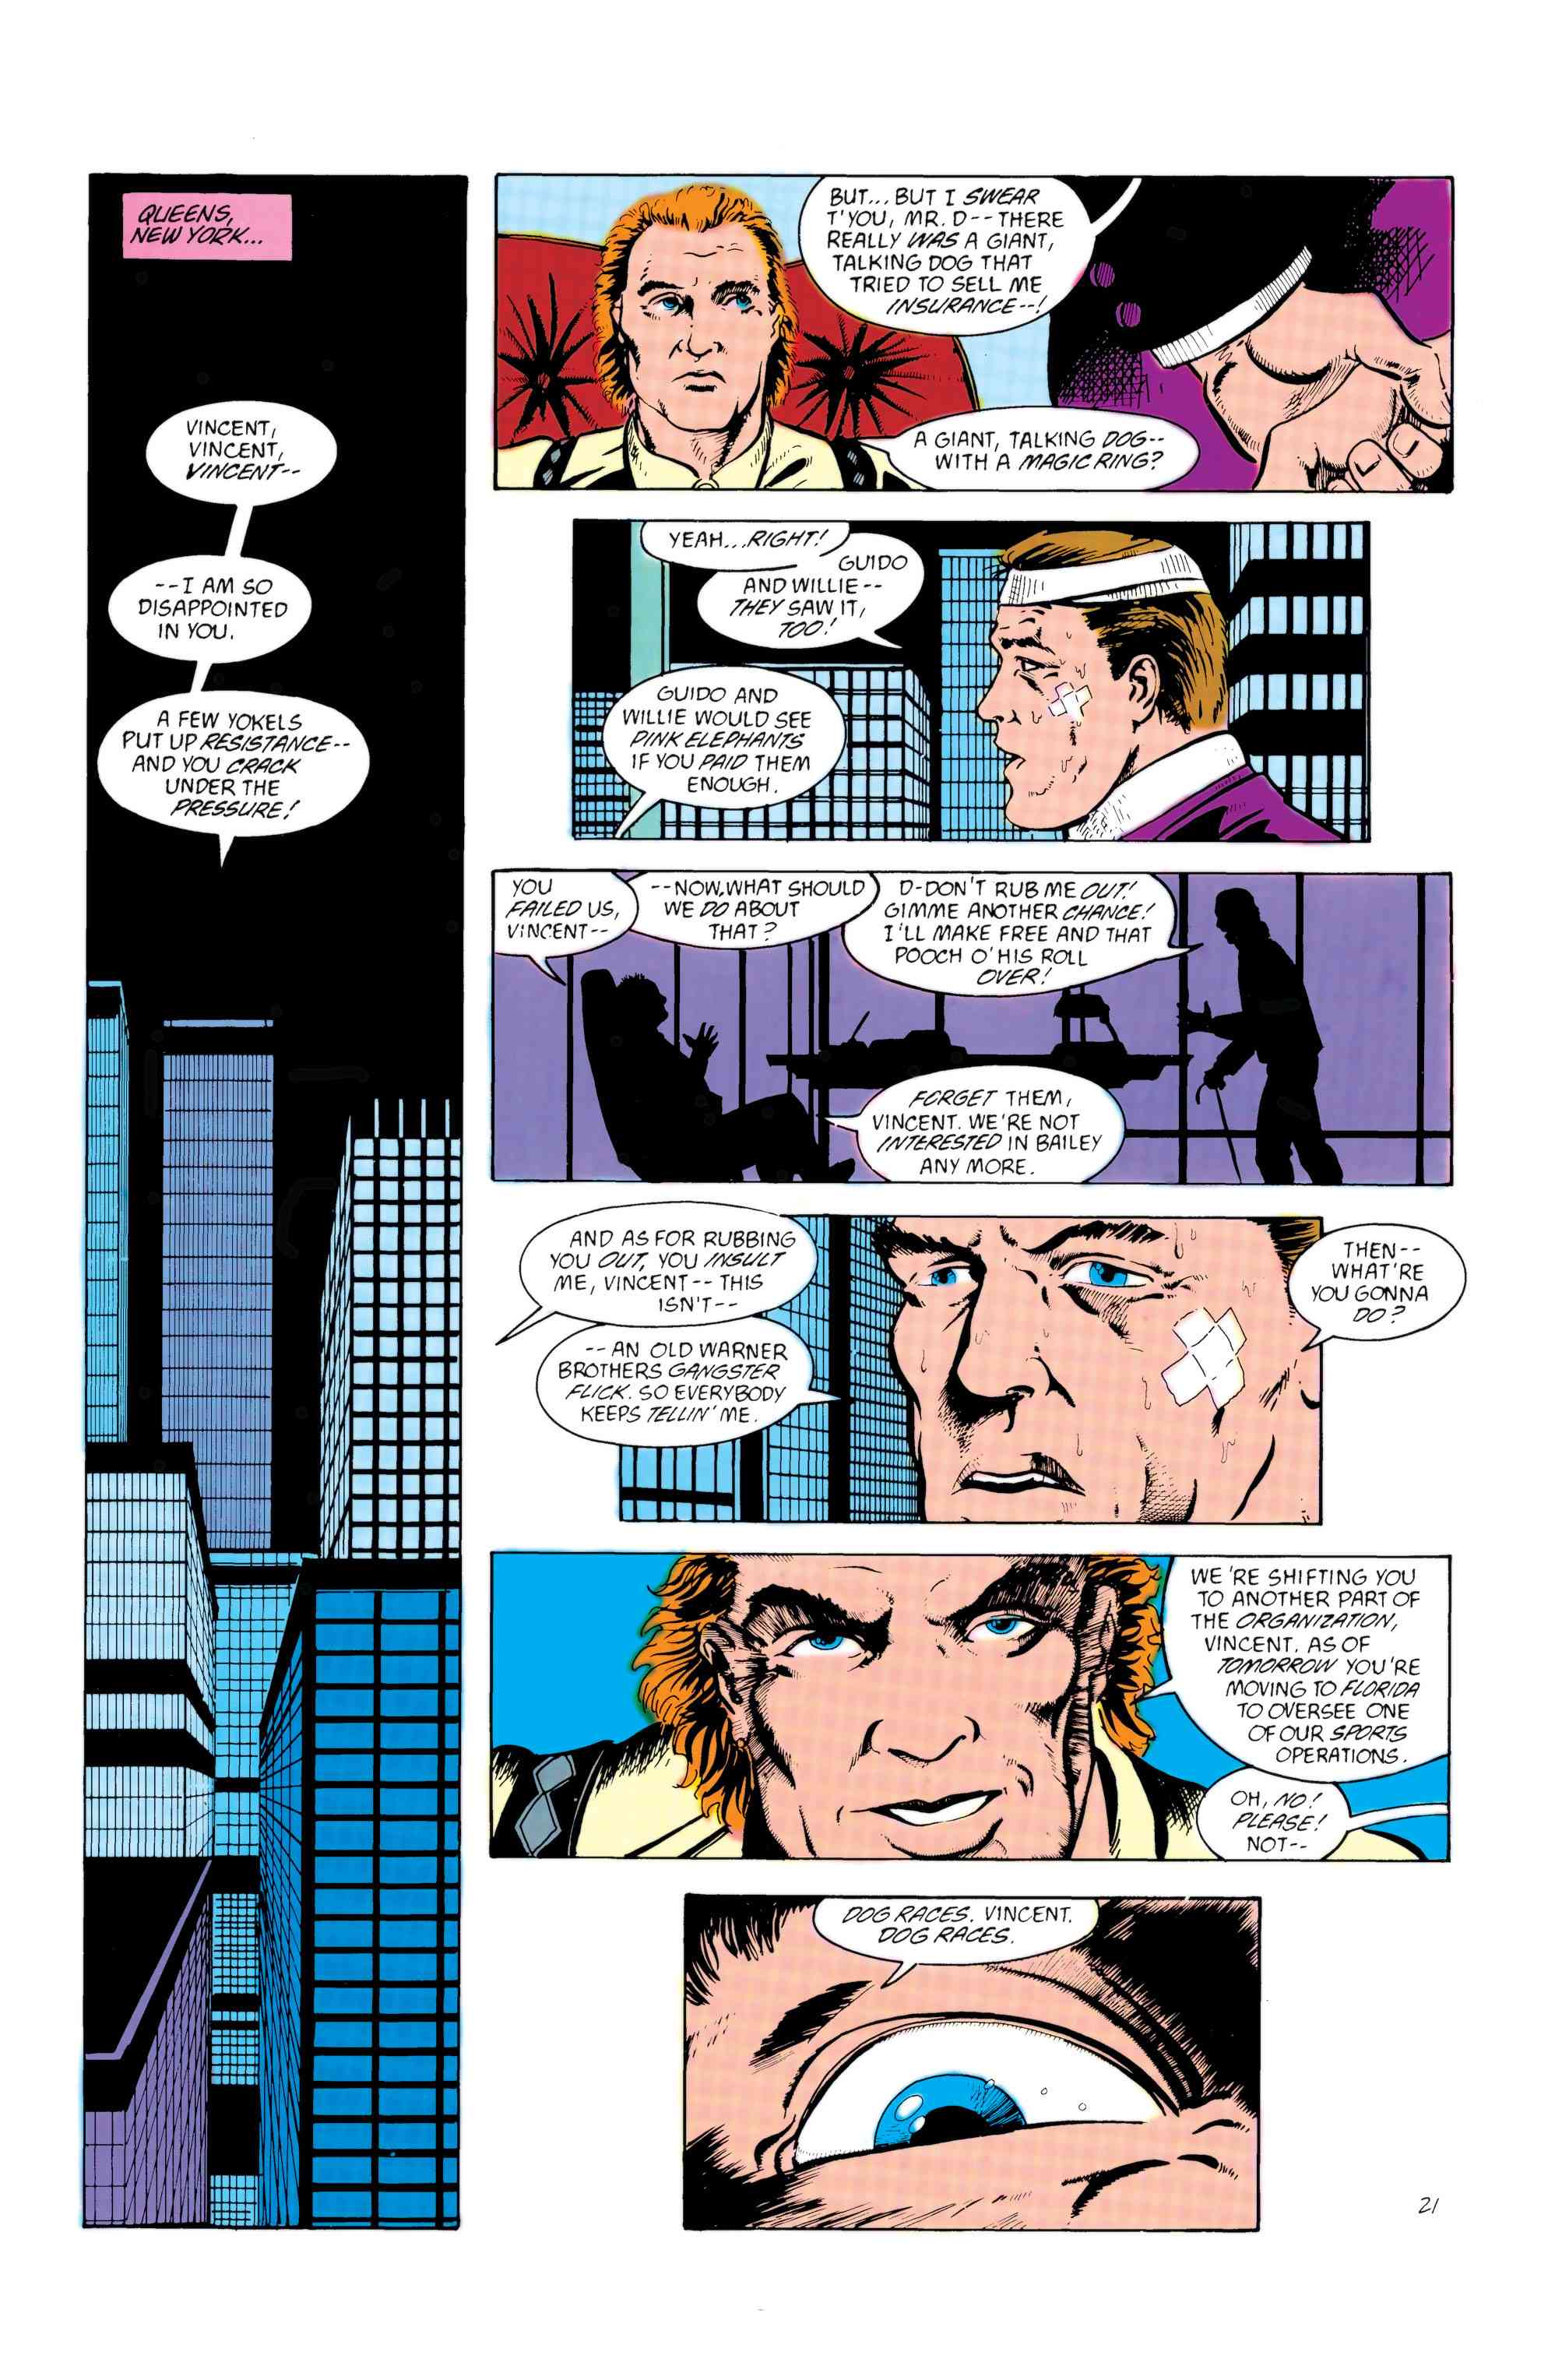 QUEENS,
NEW YORK...
VINCENT,
VINCENT,
VINCENT--
--I AM SO
DISAPPOINTED
IN YOU.
A FEW YOKELS
PUT UP RESISTANCE--
AND YOU CRACK
UNDER THE
PRESSURE!
BUT... BUT I SWEAR
T'YOU, MR. D-- THERE
REALLY WAS A GIANT,
TALKING DOG THAT
TRIED TO SELL ME
INSURANCE--!
A GIANT, TALKING DOG--
WITH A MAGIC RING?
YEAH...RIGHT!
GUIDO
AND WILLIE--
THEY SAW IT,
TOO!
GUIDO AND
WILLIE WOULD SEE
PINK ELEPHANTS
IF YOU PAID THEM
ENOUGH.
YOU
FAILED US,
VINCENT--
--NOW, WHAT SHOULD
WE DO ABOUT
THAT?
D-DON'T RUB ME OUT!
GIMME ANOTHER CHANCE!
I'LL MAKE FREE AND THAT
POOCH O' HIS ROLL
OVER!
FORGET THEM,
VINCENT. WE'RE NOT
INTERESTED IN BAILEY
ANY MORE.
AND AS FOR RUBBING
YOU OUT, YOU INSULT
ME, VINCENT-- THIS
ISN'T--
-- AN OLD WARNER
BROTHERS GANGSTER
FLICK. SO EVERYBODY
KEEPS TELLIN' ME.
THEN--
WHAT'RE
YOU GONNA
DO?
WE'RE SHIFTING YOU
TO ANOTHER PART OF
THE ORGANIZATION,
VINCENT. AS OF
TOMORROW YOU'RE
MOVING TO FLORIDA
TO OVERSEE ONE
OF OUR SPORTS
OPERATIONS.
OH, NO!
PLEASE!
NOT--
DOG RACES, VINCENT.
DOG RACES.
21